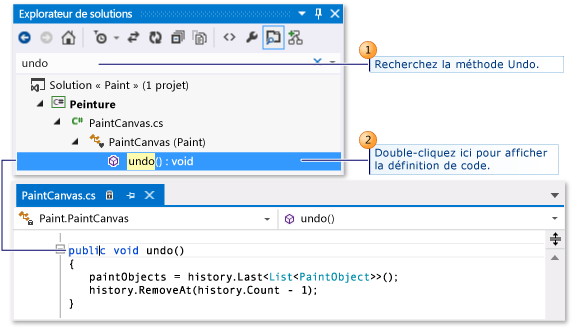 Explorateur de solutions
undo
1
Recherchez la méthode Undo.
Solution « Paint » (1 projet)
C# Peinture
C# PaintCanvas.cs
PaintCanvas (Paint)
undo() : void
2
Double-cliquez ici pour afficher
la définition de code.
PaintCanvas.cs
Paint.PaintCanvas
undo()
public void undo()
{
paintObjects = history.Last<List<PaintObject>>();
history.RemoveAt(history.Count - 1);
}